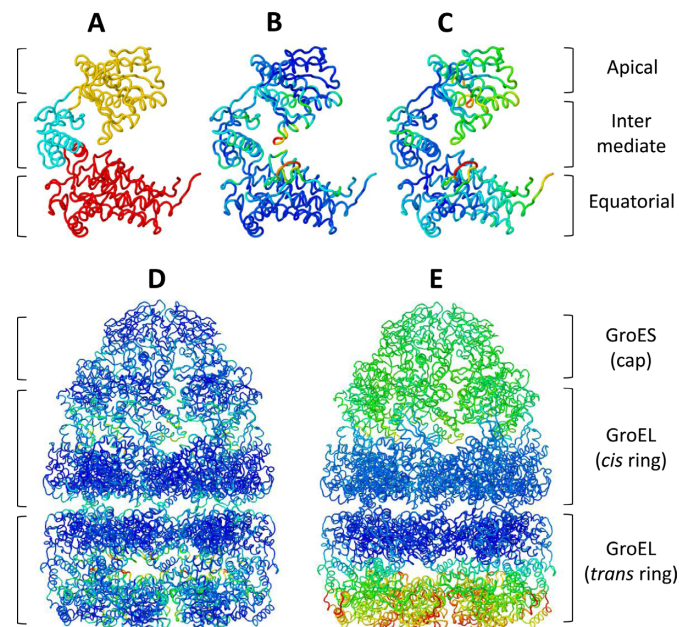 A B C
Apical
Inter
mediate
Equatorial
D E
GroES
(cap)
GroEL
(cis ring)
GroEL
(trans ring)